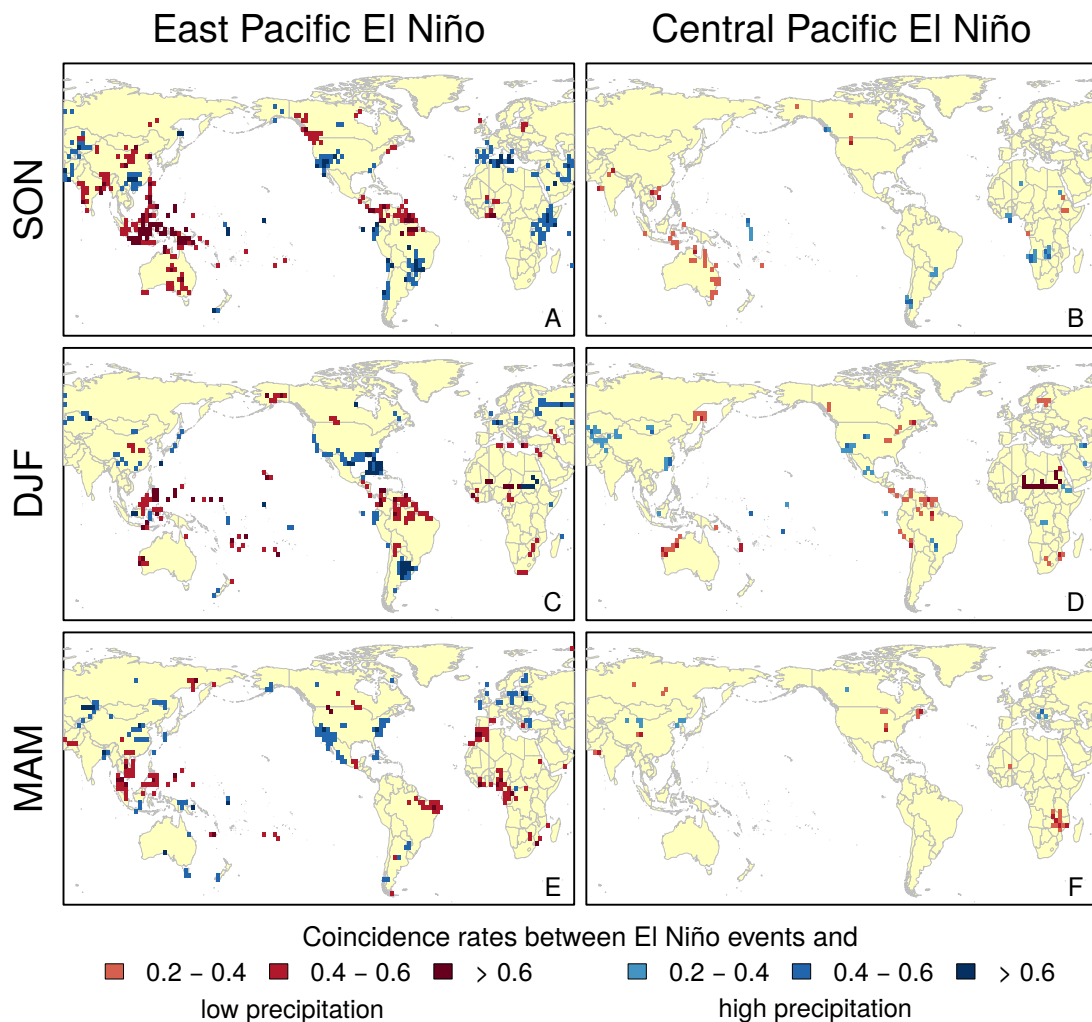 East Pacific El Niño
Central Pacific El Niño
SON
A
B
DJF
C
D
MAM
E
F
Coincidence rates between El Niño events and
0.2 – 0.4 0.4 – 0.6 > 0.6 0.2 – 0.4 0.4 – 0.6 > 0.6
low precipitation high precipitation